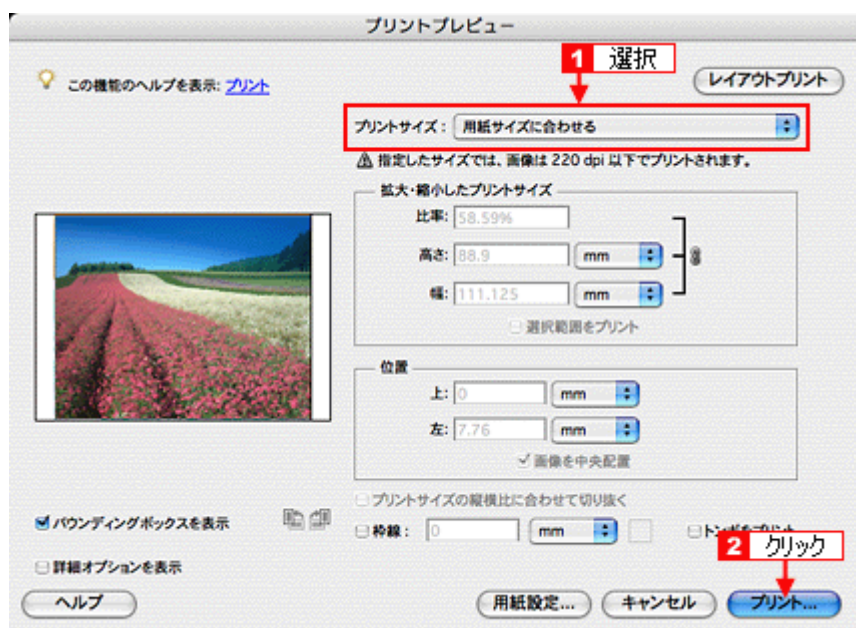 プリントプレビュー
1 選択
この機能のヘルプを表示: プリント
レイアウトプリント
プリントサイズ： 用紙サイズに合わせる
指定したサイズでは、画像は 220 dpi 以下でプリントされます。
拡大・縮小したプリントサイズ
比率: 58.59%
高さ: 88.9 mm
幅: 111.125 mm
選択範囲をプリント
位置
上: 0 mm
左: 7.76 mm
画像を中央配置
プリントサイズの縦横比に合わせて切り抜く
バウンディングボックスを表示
枠線： 0 mm
トンボをプリント
2 クリック
詳細オプションを表示
ヘルプ
用紙設定...
キャンセル
プリント...